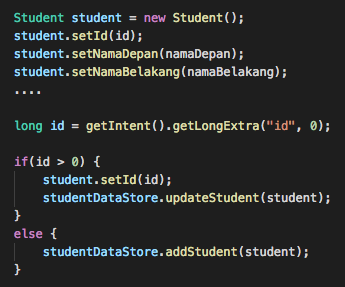 Student student = new Student();
student.setId(id);
student.setNamaDepan(namaDepan);
student.setNamaBelakang(namaBelakang);
....
long id = getIntent().getLongExtra("id", 0);
if(id > 0) {
student.setId(id);
studentDataStore.updateStudent(student);
}
else {
studentDataStore.addStudent(student);
}